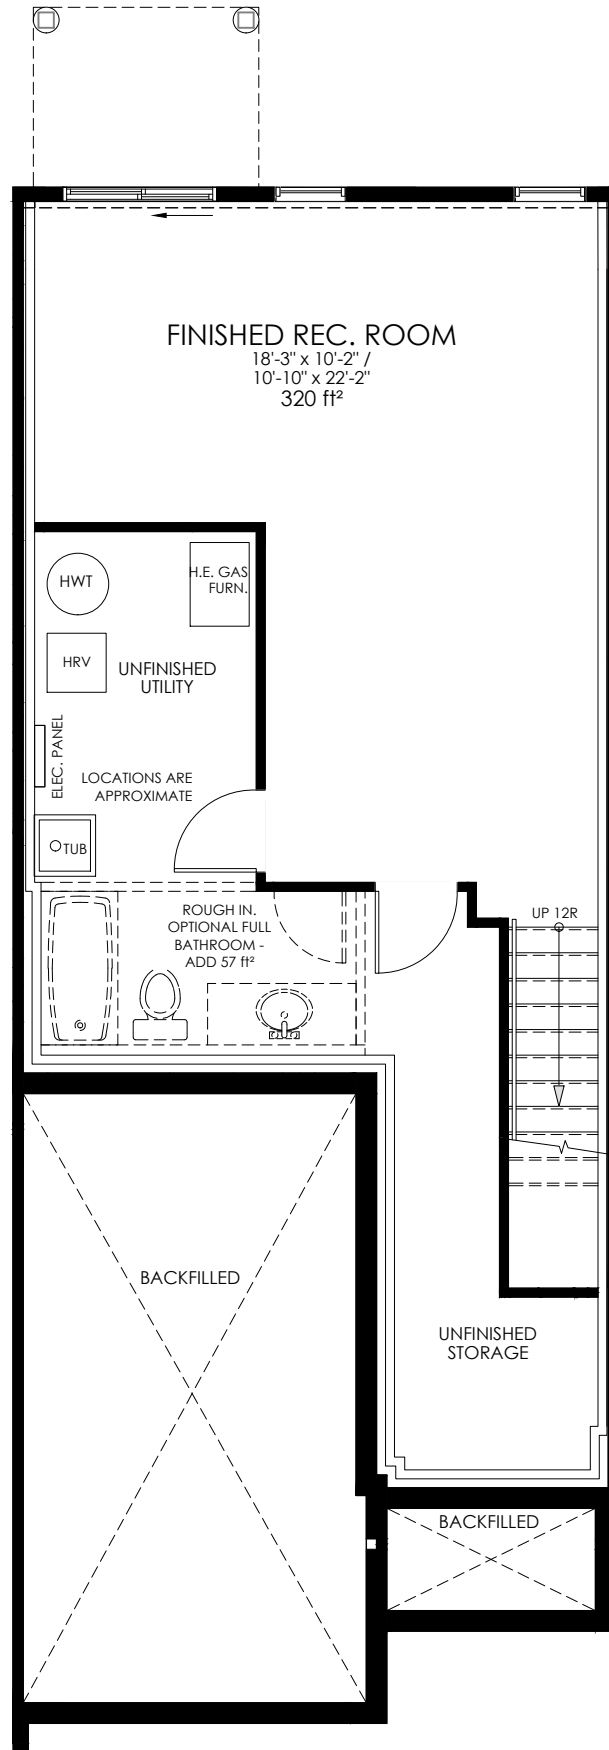 FINISHED REC. ROOM
18'-3" x 10'-2" /
10'-10" x 22'-2"
320 ft²
HWT
H.E. GAS
FURN.
HRV
UNFINISHED
UTILITY
ELEC. PANEL
LOCATIONS ARE
APPROXIMATE
TUB
ROUGH IN.
OPTIONAL FULL
BATHROOM -
ADD 57 ft²
UP 12R
BACKFILLED
UNFINISHED
STORAGE
BACKFILLED